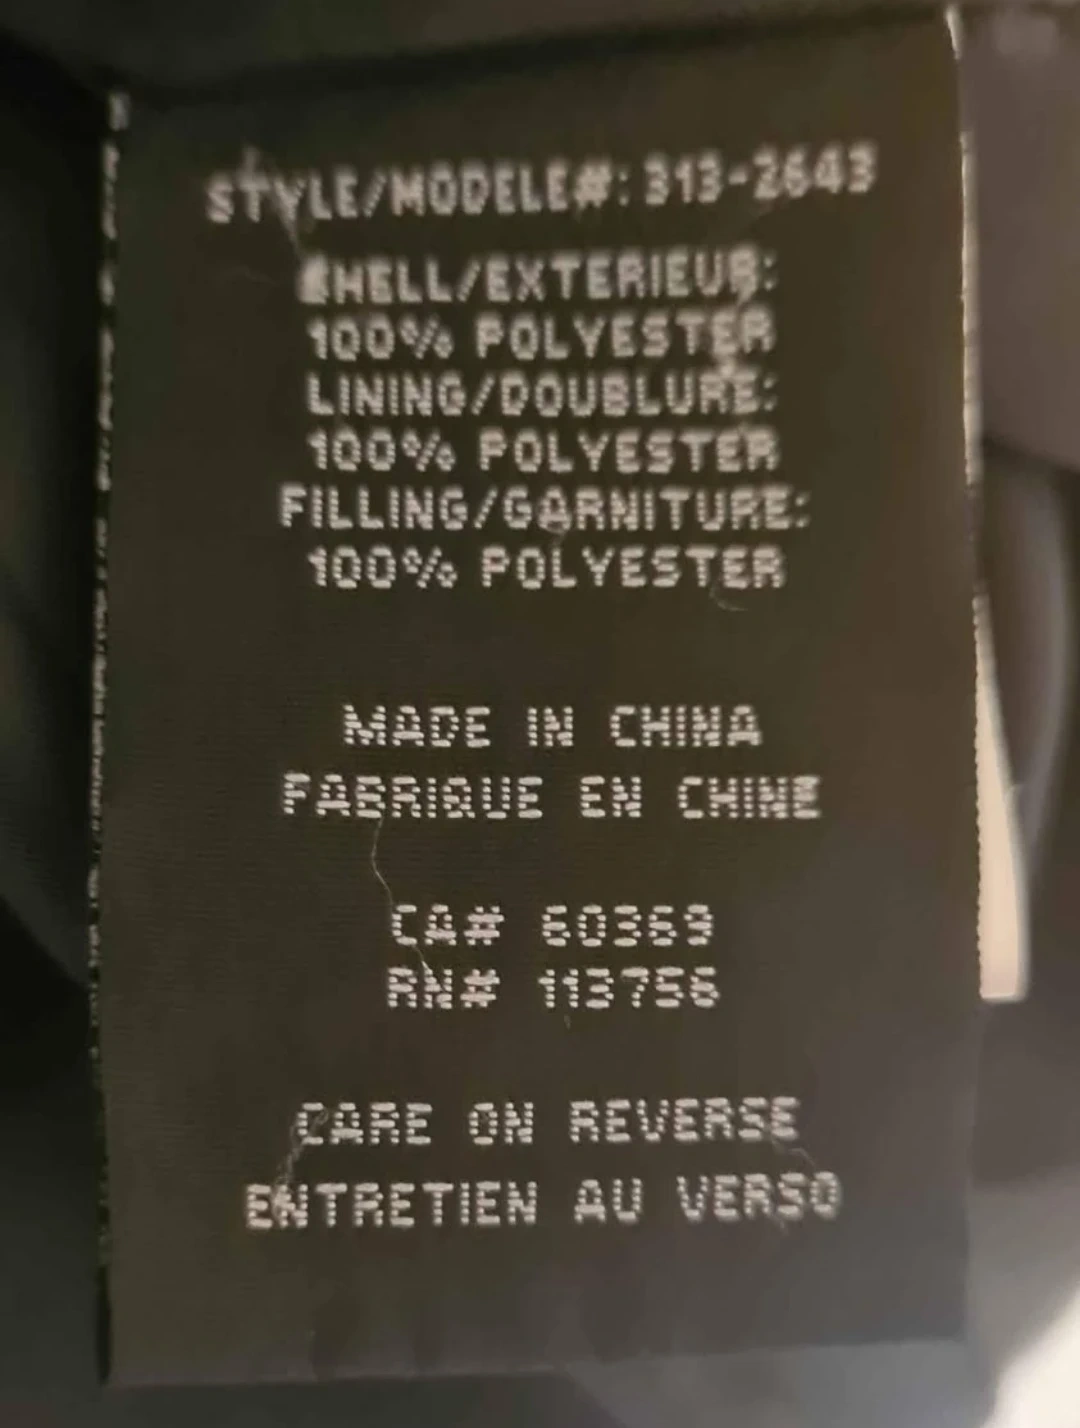 STYLE/MODELE#: 313-2643
SHELL/EXTERIEUR:
100% POLYESTER
LINING/DOUBLURE:
100% POLYESTER
FILLING/GARNITURE:
100% POLYESTER
MADE IN CHINA
FABRIQUE EN CHINE
CA# 60369
RN# 113756
CARE ON REVERSE
ENTRETIEN AU VERSO